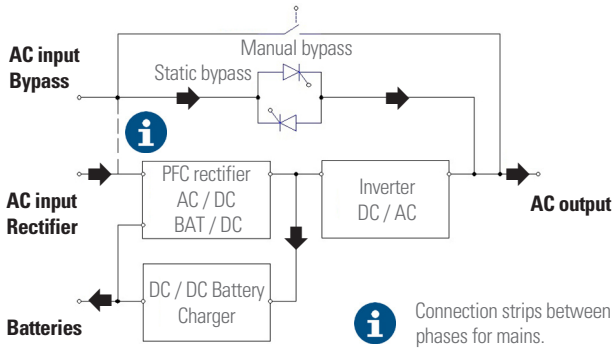 AC input
Bypass
Manual bypass
Static bypass
i
AC input
Rectifier
PFC rectifier
AC / DC
BAT / DC
Inverter
DC / AC
AC output
Batteries
DC / DC Battery
Charger
i
Connection strips between
phases for mains.